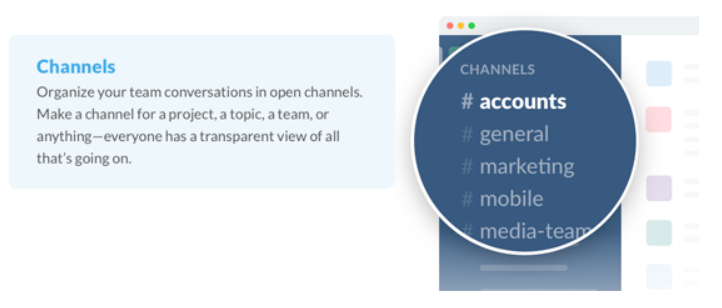 Channels
Organize your team conversations in open channels.
Make a channel for a project, a topic, a team, or
anything—everyone has a transparent view of all
that's going on.
CHANNELS
# accounts
# general
# marketing
# mobile
# media-team